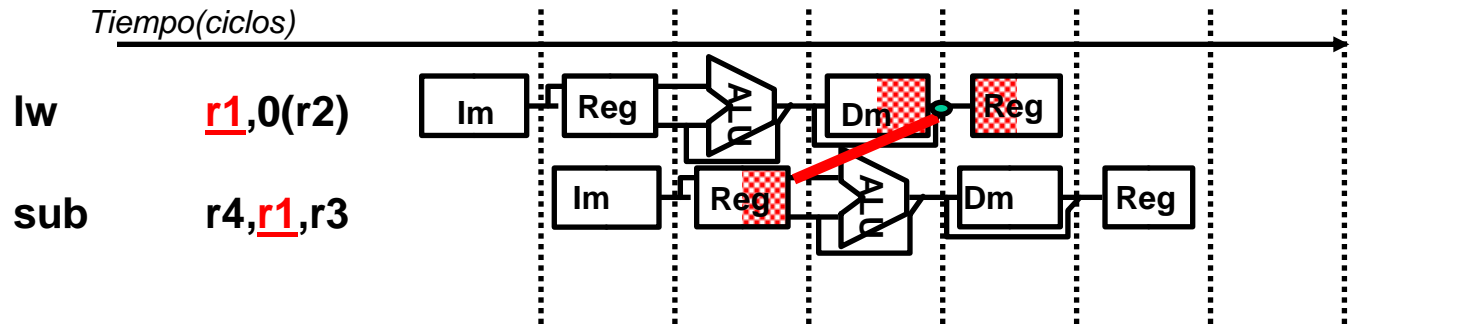 Tiempo(ciclos)
lw r1,0(r2) Im Reg ALU Dm Reg
sub r4,r1,r3 Im Reg ALU Dm Reg